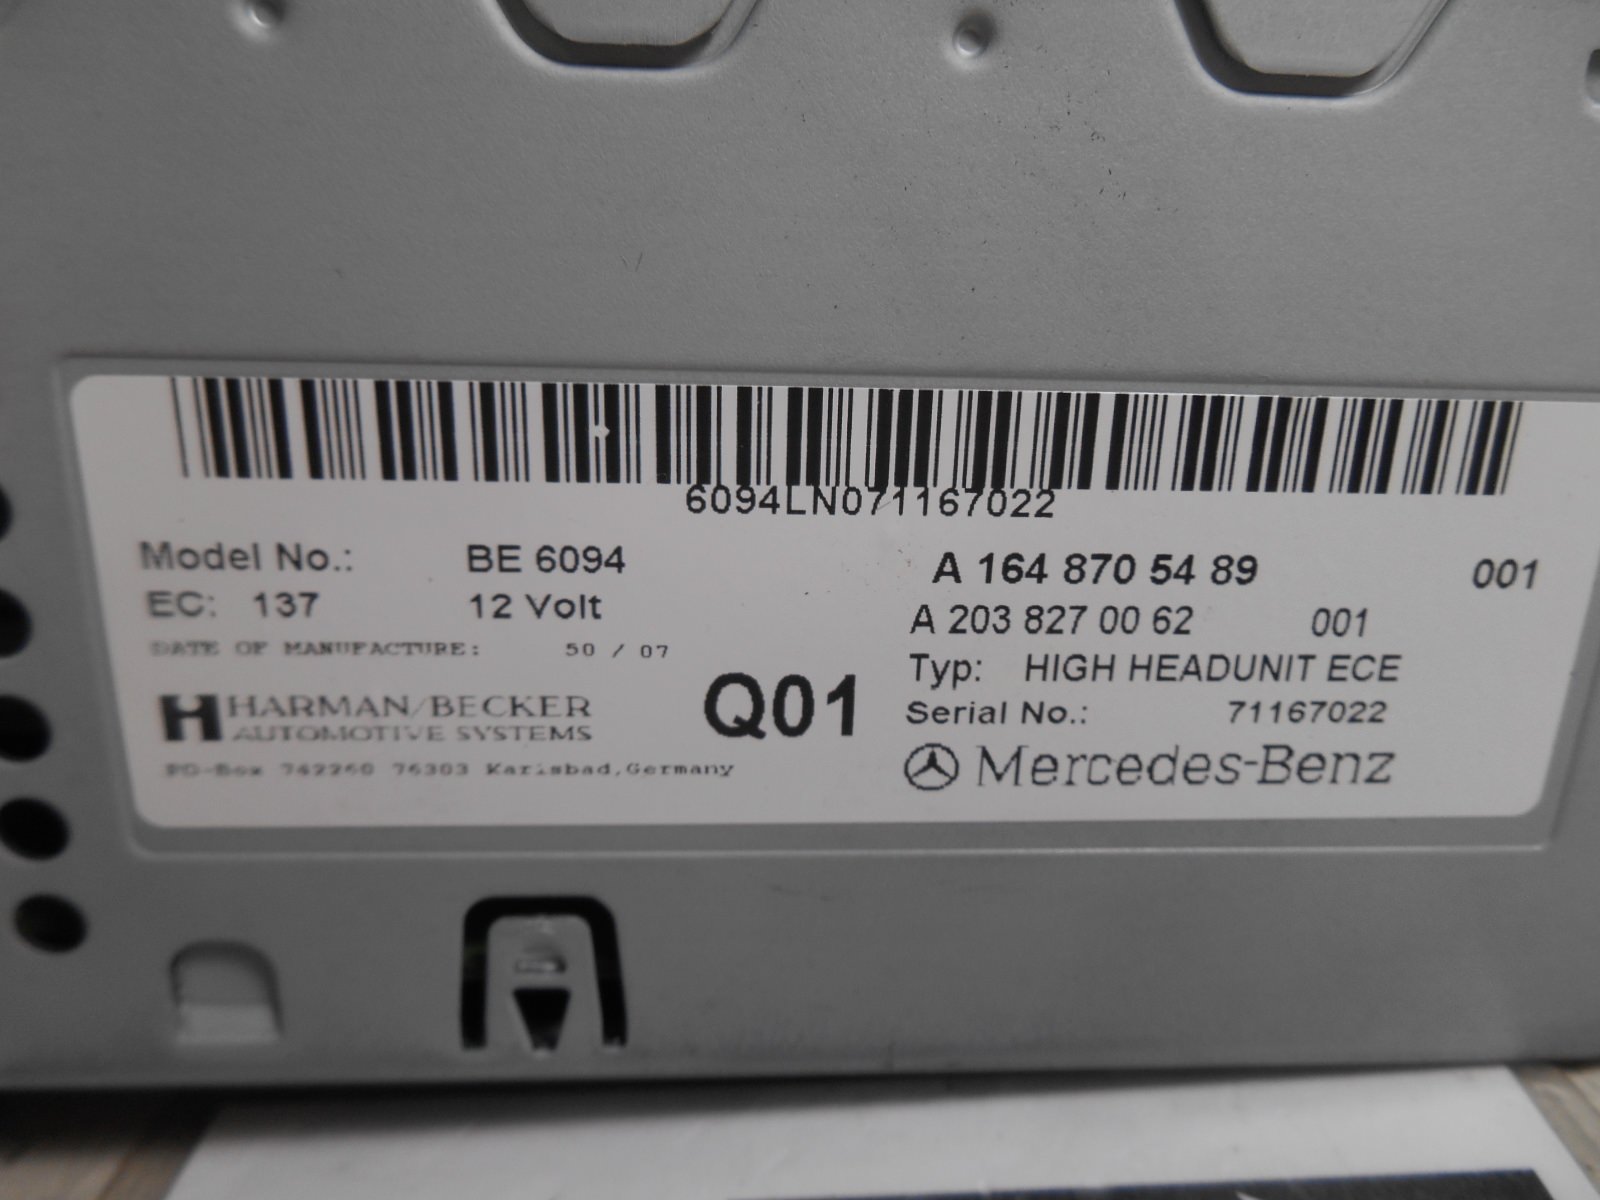 6094LN071167022
Model No.: BE 6094 A 164 870 54 89 001
EC: 137 12 Volt A 203 827 00 62 001
DATE OF MANUFACTURE: 50 / 07 Typ: HIGH HEADUNIT ECE
HARMAN/BECKER Q01 Serial No.: 71167022
AUTOMOTIVE SYSTEMS
PO-Box 742260 76303 Karlsbad,Germany Mercedes-Benz